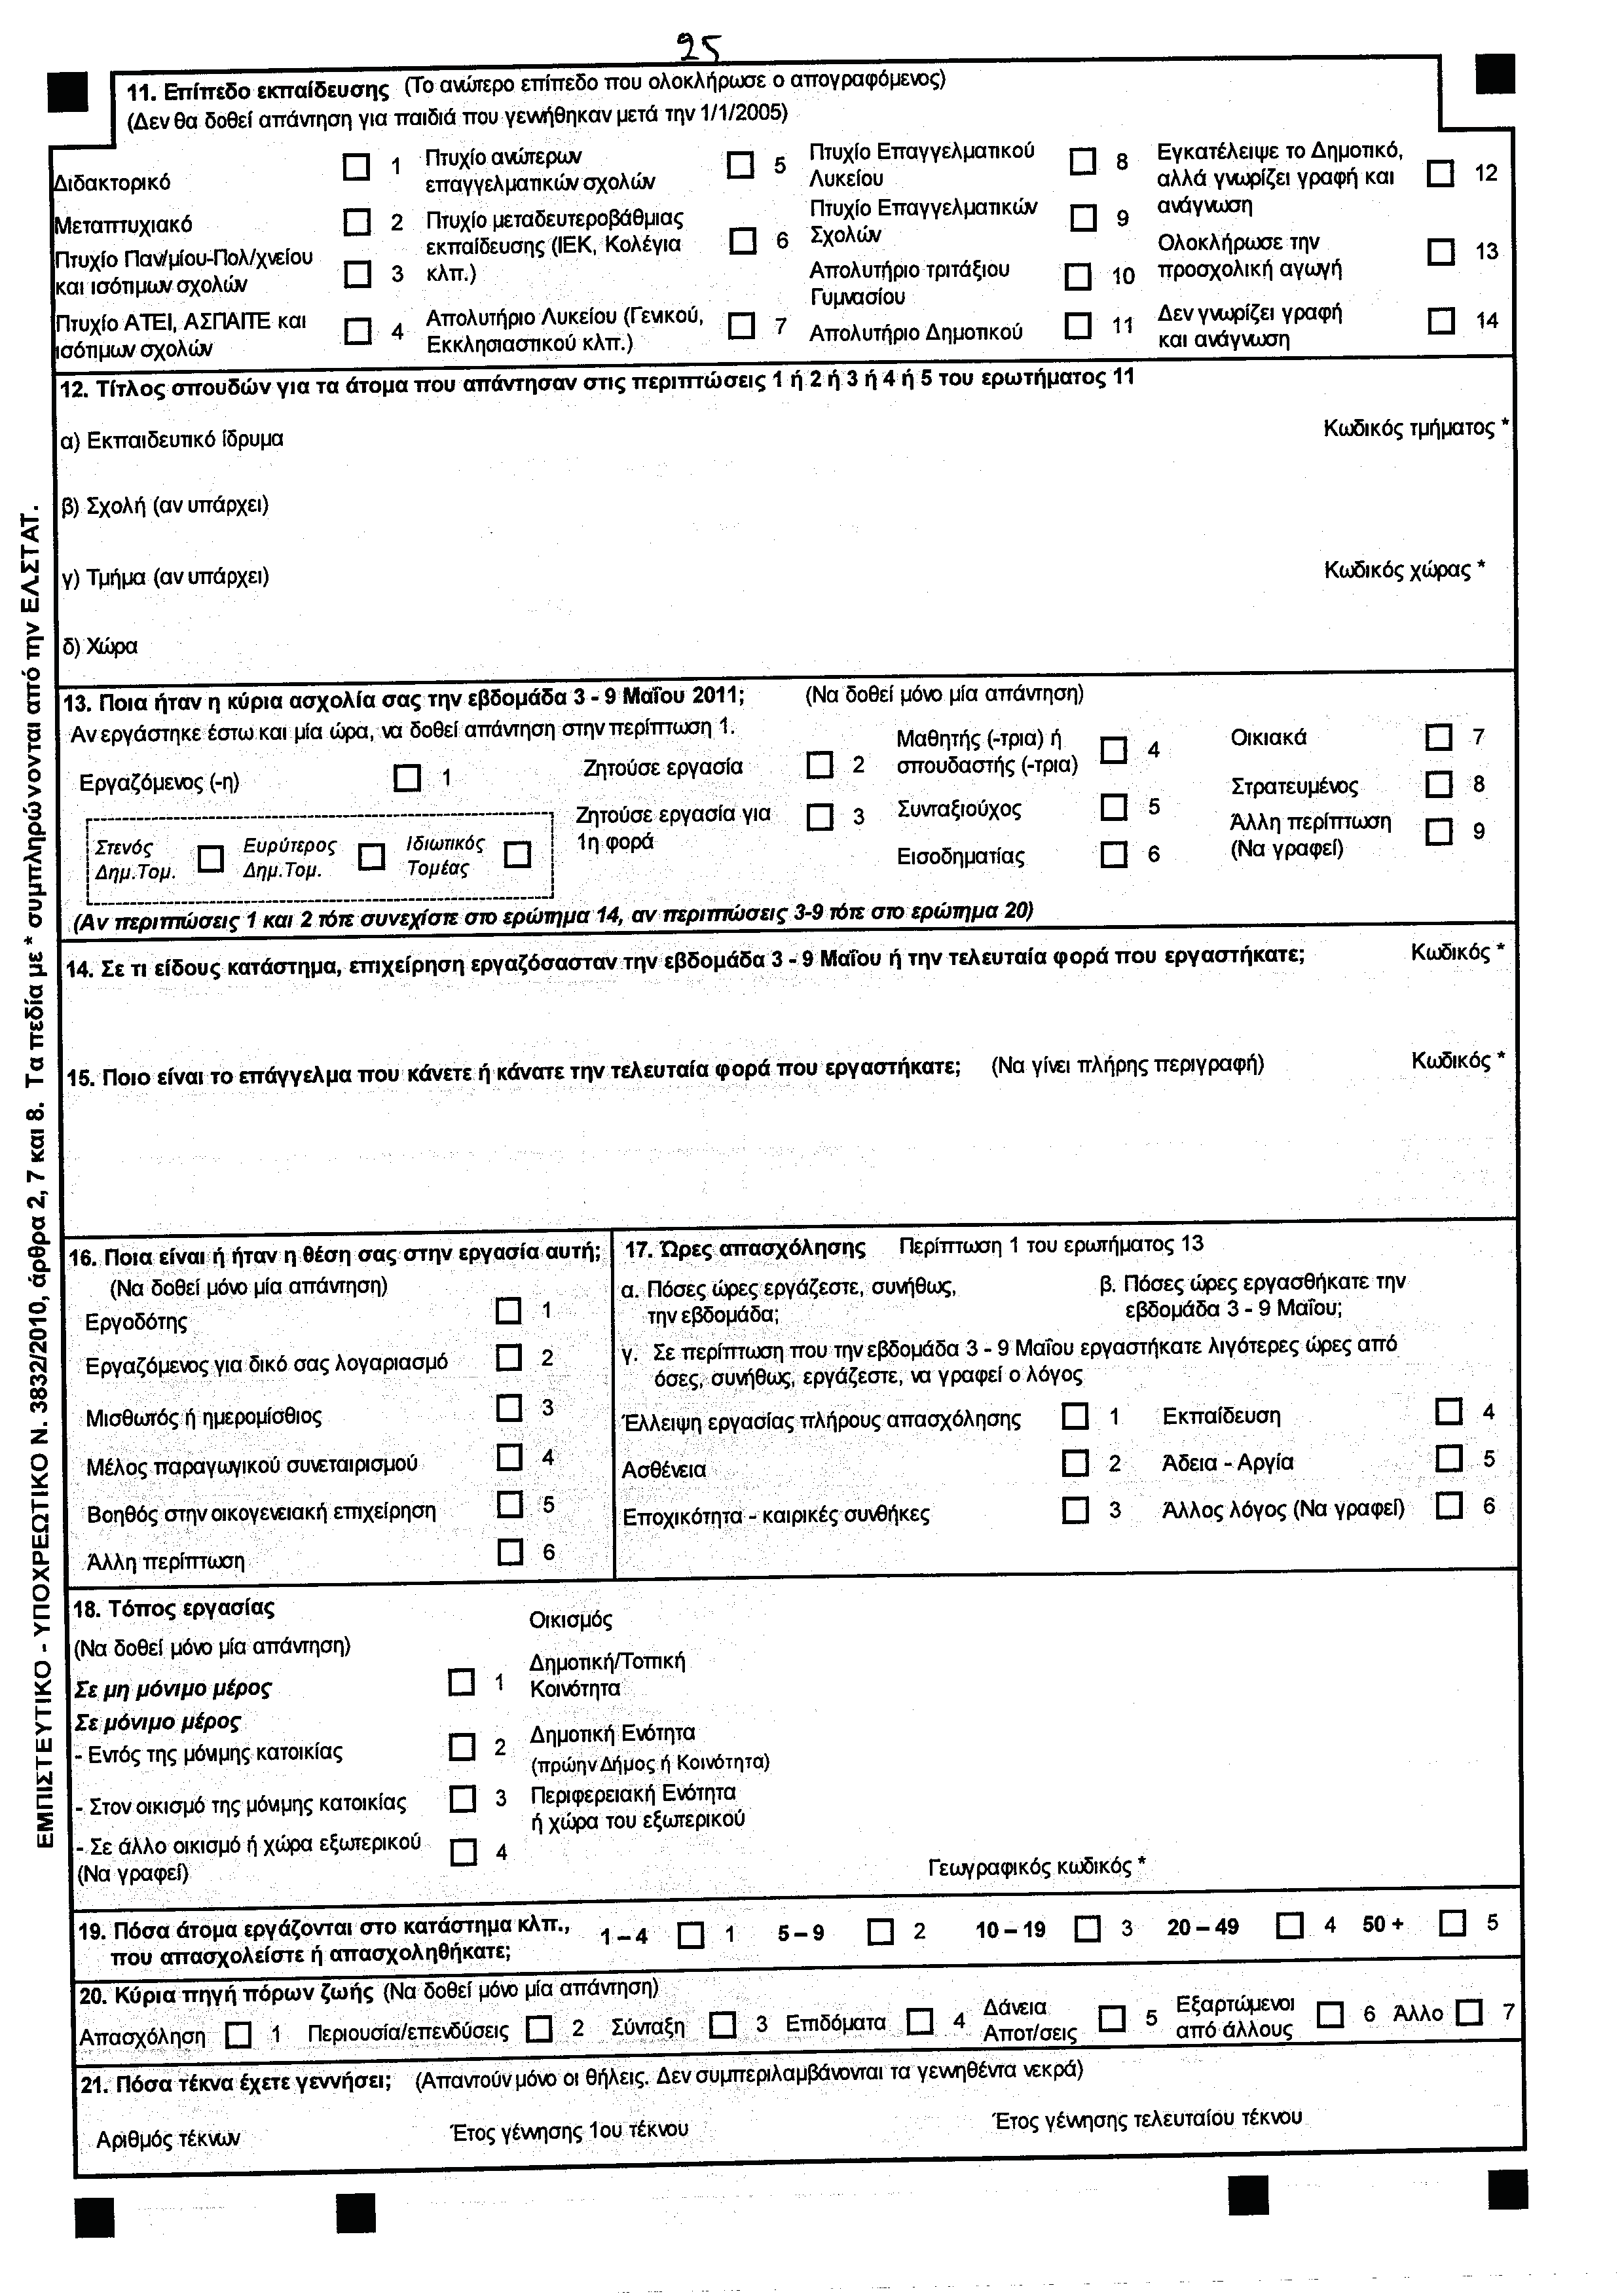 25
11. Επίπεδο εκπαίδευσης (Το ανώτερο επίπεδο που ολοκλήρωσε ο απογραφόμενος)
(Δεν θα δοθεί απάντηση για παιδιά που γεννήθηκαν μετά την 1/1/2005)
Διδακτορικό 1
Μεταπτυχιακό 2
Πτυχίο Παν/μίου-Πολ/χνείου
και ισότιμων σχολών 3
Πτυχίο ΑΤΕΙ, ΑΣΠΑΙΤΕ και
ισότιμων σχολών 4
Πτυχίο ανώτερων
επαγγελματικών σχολών 5
Πτυχίο μεταδευτεροβάθμιας
εκπαίδευσης (ΙΕΚ, Κολέγια 6
κλπ.)
Απολυτήριο Λυκείου (Γενικού, 7
Εκκλησιαστικού κλπ.)
Πτυχίο Επαγγελματικού 8
Λυκείου
Πτυχίο Επαγγελματικών 9
Σχολών
Απολυτήριο τριτάξιου 10
Γυμνασίου
Απολυτήριο Δημοτικού 11
Εγκατέλειψε το Δημοτικό,
αλλά γνωρίζει γραφή και 12
ανάγνωση
Ολοκλήρωσε την 13
προσχολική αγωγή
Δεν γνωρίζει γραφή 14
και ανάγνωση
12. Τίτλος σπουδών για τα άτομα που απάντησαν στις περιπτώσεις 1 ή 2 ή 3 ή 4 ή 5 του ερωτήματος 11
α) Εκπαιδευτικό ίδρυμα Κωδικός τμήματος *
β) Σχολή (αν υπάρχει)
γ) Τμήμα (αν υπάρχει) Κωδικός χώρας *
δ) Χώρα
13. Ποια ήταν η κύρια ασχολία σας την εβδομάδα 3 - 9 Μαΐου 2011; (Να δοθεί μόνο μία απάντηση)
Αν εργάστηκε έστω και μία ώρα, να δοθεί απάντηση στην περίπτωση 1.
Εργαζόμενος (-η) 1
Στενός Ευρύτερος Ιδιωτικός
Δημ.Τομ. Δημ.Τομ. Τομέας
Ζητούσε εργασία 2
Ζητούσε εργασία για 3
1η φορά
Μαθητής (-τρια) ή 4
σπουδαστής (-τρια)
Συνταξιούχος 5
Εισοδηματίας 6
Οικιακά 7
Στρατευμένος 8
Άλλη περίπτωση 9
(Να γραφεί)
(Αν περιπτώσεις 1 και 2 τότε συνεχίστε στο ερώτημα 14, αν περιπτώσεις 3-9 τότε στο ερώτημα 20)
14. Σε τι είδους κατάστημα, επιχείρηση εργαζόσασταν την εβδομάδα 3 - 9 Μαΐου ή την τελευταία φορά που εργαστήκατε; Κωδικός *
15. Ποιο είναι το επάγγελμα που κάνετε ή κάνατε την τελευταία φορά που εργαστήκατε; (Να γίνει πλήρης περιγραφή) Κωδικός *
16. Ποια είναι ή ήταν η θέση σας στην εργασία αυτή;
(Να δοθεί μόνο μία απάντηση)
Εργοδότης 1
Εργαζόμενος για δικό σας λογαριασμό 2
Μισθωτός ή ημερομίσθιος 3
Μέλος παραγωγικού συνεταιρισμού 4
Βοηθός στην οικογενειακή επιχείρηση 5
Άλλη περίπτωση 6
17. Ώρες απασχόλησης Περίπτωση 1 του ερωτήματος 13
α. Πόσες ώρες εργάζεστε, συνήθως,
την εβδομάδα;
β. Πόσες ώρες εργασθήκατε την
εβδομάδα 3 - 9 Μαΐου;
γ. Σε περίπτωση που την εβδομάδα 3 - 9 Μαΐου εργαστήκατε λιγότερες ώρες από
όσες, συνήθως, εργάζεστε, να γραφεί ο λόγος
Έλλειψη εργασίας πλήρους απασχόλησης 1 Εκπαίδευση 4
Ασθένεια 2 Άδεια - Αργία 5
Εποχικότητα - καιρικές συνθήκες 3 Άλλος λόγος (Να γραφεί) 6
18. Τόπος εργασίας
(Να δοθεί μόνο μία απάντηση)
Σε μη μόνιμο μέρος 1
Σε μόνιμο μέρος
- Εντός της μόνιμης κατοικίας 2
- Στον οικισμό της μόνιμης κατοικίας 3
- Σε άλλο οικισμό ή χώρα εξωτερικού 4
(Να γραφεί)
Οικισμός
Δημοτική/Τοπική
Κοινότητα
Δημοτική Ενότητα
(πρώην Δήμος ή Κοινότητα)
Περιφερειακή Ενότητα
ή χώρα του εξωτερικού
Γεωγραφικός κωδικός *
19. Πόσα άτομα εργάζονται στο κατάστημα κλπ., 1 – 4 1 5 – 9 2 10 – 19 3 20 – 49 4 50 + 5
που απασχολείστε ή απασχοληθήκατε;
20. Κύρια πηγή πόρων ζωής (Να δοθεί μόνο μία απάντηση)
Απασχόληση 1 Περιουσία/επενδύσεις 2 Σύνταξη 3 Επιδόματα 4 Δάνεια 5 Εξαρτώμενοι 6 Άλλο 7
Αποτ/σεις από άλλους
21. Πόσα τέκνα έχετε γεννήσει; (Απαντούν μόνο οι θήλεις. Δεν συμπεριλαμβάνονται τα γεννηθέντα νεκρά)
Αριθμός τέκνων Έτος γέννησης 1ου τέκνου Έτος γέννησης τελευταίου τέκνου
ΕΜΠΙΣΤΕΥΤΙΚΟ - ΥΠΟΧΡΕΩΤΙΚΟ Ν. 3832/2010, άρθρα 2, 7 και 8. Τα πεδία με * συμπληρώνονται από την ΕΛΣΤΑΤ.